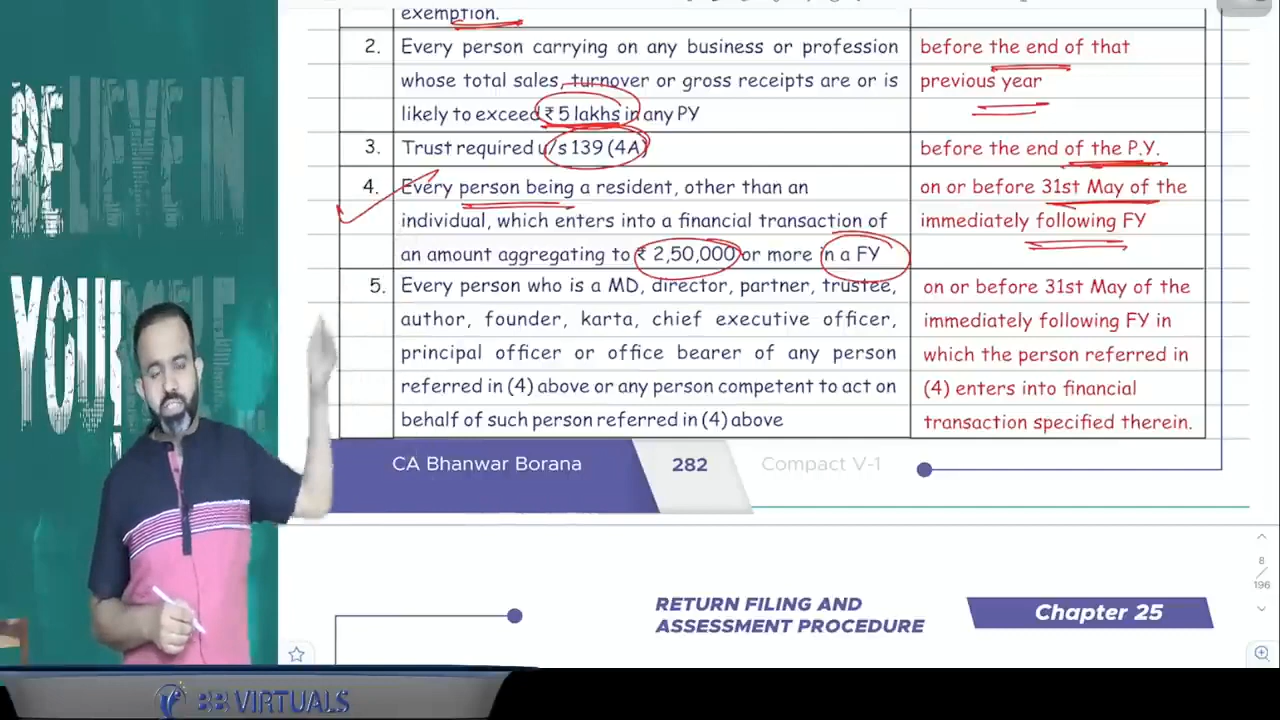 exemption.
2. Every person carrying on any business or profession
whose total sales, turnover or gross receipts are or is
likely to exceed ₹ 5 lakhs in any PY
before the end of that
previous year
3. Trust required u/s 139 (4A)
before the end of the P.Y.
4. Every person being a resident, other than an
individual, which enters into a financial transaction of
an amount aggregating to ₹ 2,50,000 or more in a FY
on or before 31st May of the
immediately following FY
5. Every person who is a MD, director, partner, trustee,
author, founder, karta, chief executive officer,
principal officer or office bearer of any person
referred in (4) above or any person competent to act on
behalf of such person referred in (4) above
on or before 31st May of the
immediately following FY in
which the person referred in
(4) enters into financial
transaction specified therein.
CA Bhanwar Borana
282
Compact V-1
8
/
196
RETURN FILING AND
ASSESSMENT PROCEDURE
Chapter 25
BELIEVE IN
BB VIRTUALS